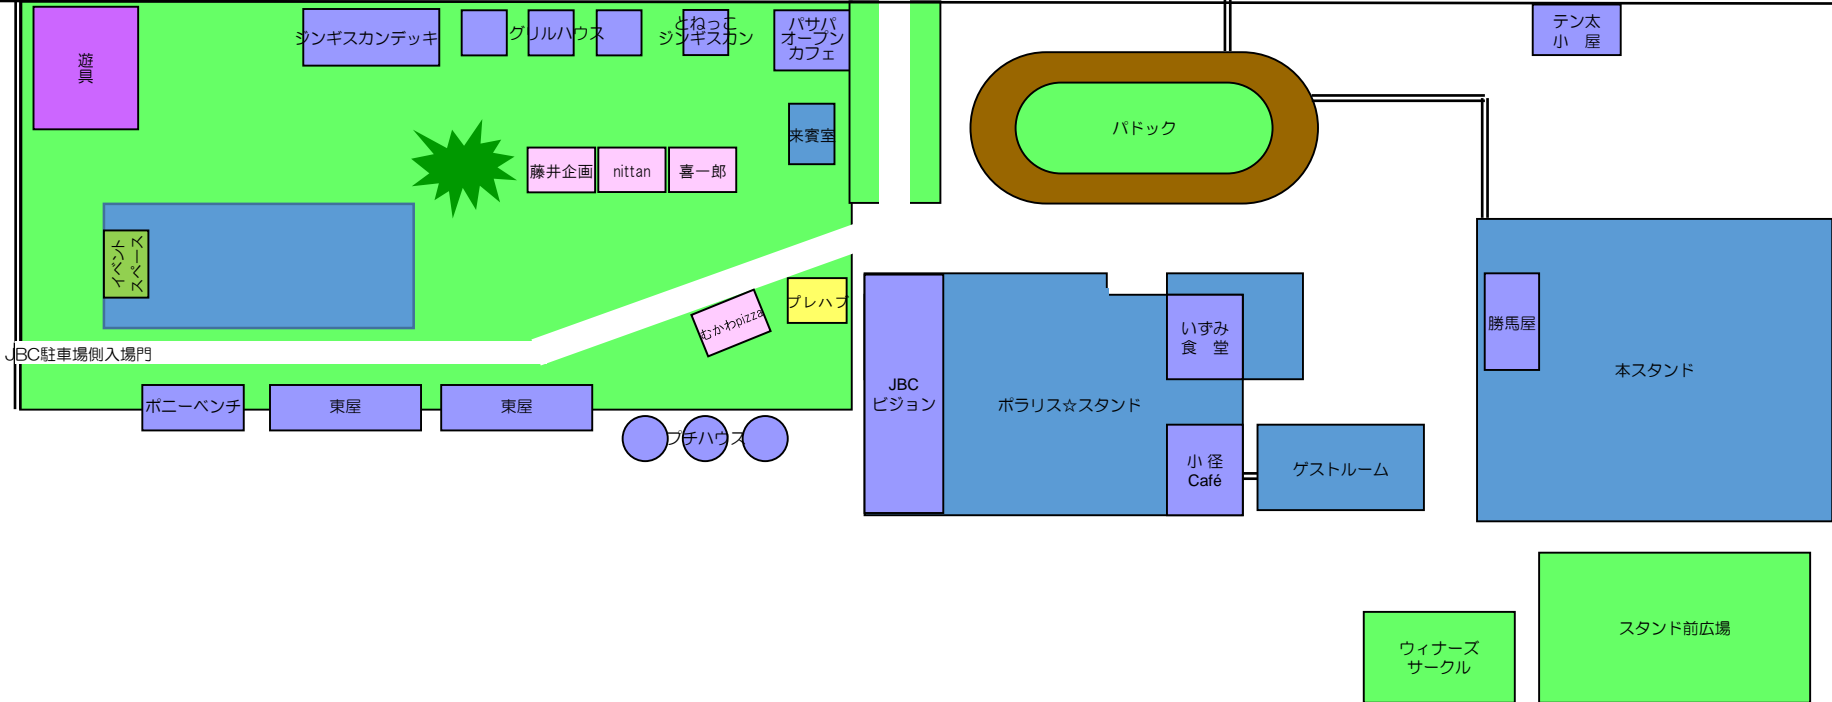 遊
具
ジンギスカンデッキ
グリルハウス
とねっこ
ジンギスカン
パサパ
オープン
カフェ
テン太
小　屋
来賓室
パドック
藤井企画
nittan
喜一郎
イベント
スペース
プレハブ
むかわpizza
JBC駐車場側入場門
ポニーベンチ
東屋
東屋
プチハウス
JBC
ビジョン
ポラリス☆スタンド
いずみ
食　堂
小 径
Café
ゲストルーム
勝馬屋
本スタンド
ウィナーズ
サークル
スタンド前広場